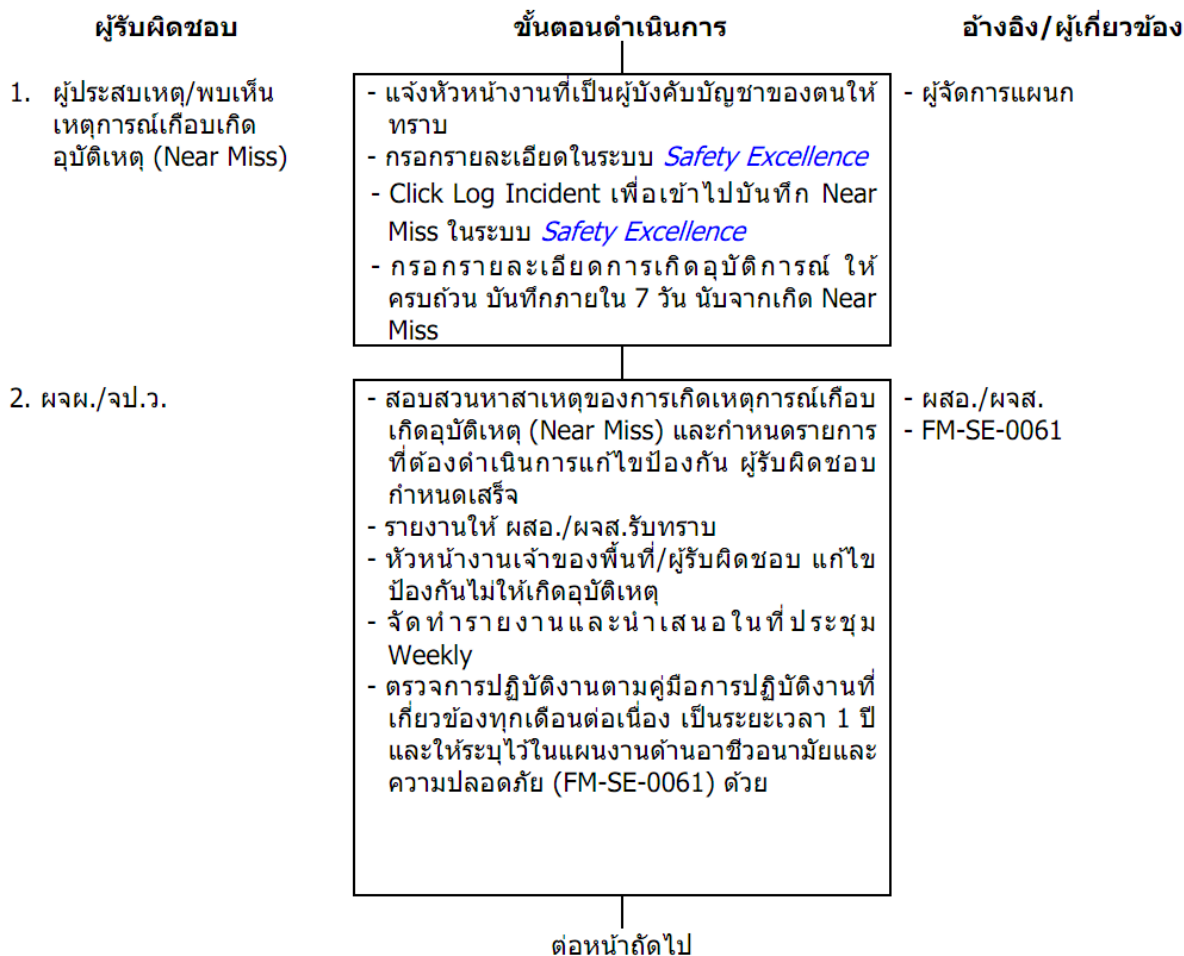 ผู้รับผิดชอบ ขั้นตอนดำเนินการ อ้างอิง/ผู้เกี่ยวข้อง
1. ผู้ประสบเหตุ/พบเห็น
เหตุการณ์เกือบเกิด
อุบัติเหตุ (Near Miss)
- แจ้งหัวหน้างานที่เป็นผู้บังคับบัญชาของตนให้
ทราบ
- กรอกรายละเอียดในระบบ Safety Excellence
- Click Log Incident เพื่อเข้าไปบันทึก Near
Miss ในระบบ Safety Excellence
- กรอกรายละเอียดการเกิดอุบัติการณ์ ให้
ครบถ้วน บันทึกภายใน 7 วัน นับจากเกิด Near
Miss
- ผู้จัดการแผนก
2. ผจผ./จป.ว.
- สอบสวนหาสาเหตุของการเกิดเหตุการณ์เกือบ
เกิดอุบัติเหตุ (Near Miss) และกำหนดรายการ
ที่ต้องดำเนินการแก้ไขป้องกัน ผู้รับผิดชอบ
กำหนดเสร็จ
- รายงานให้ ผสอ./ผจส.รับทราบ
- หัวหน้างานเจ้าของพื้นที่/ผู้รับผิดชอบ แก้ไข
ป้องกันไม่ให้เกิดอุบัติเหตุ
- จัดทำรายงานและนำเสนอในที่ประชุม
Weekly
- ตรวจการปฏิบัติงานตามคู่มือการปฏิบัติงานที่
เกี่ยวข้องทุกเดือนต่อเนื่อง เป็นระยะเวลา 1 ปี
และให้ระบุไว้ในแผนงานด้านอาชีวอนามัยและ
ความปลอดภัย (FM-SE-0061) ด้วย
- ผสอ./ผจส.
- FM-SE-0061
ต่อหน้าถัดไป